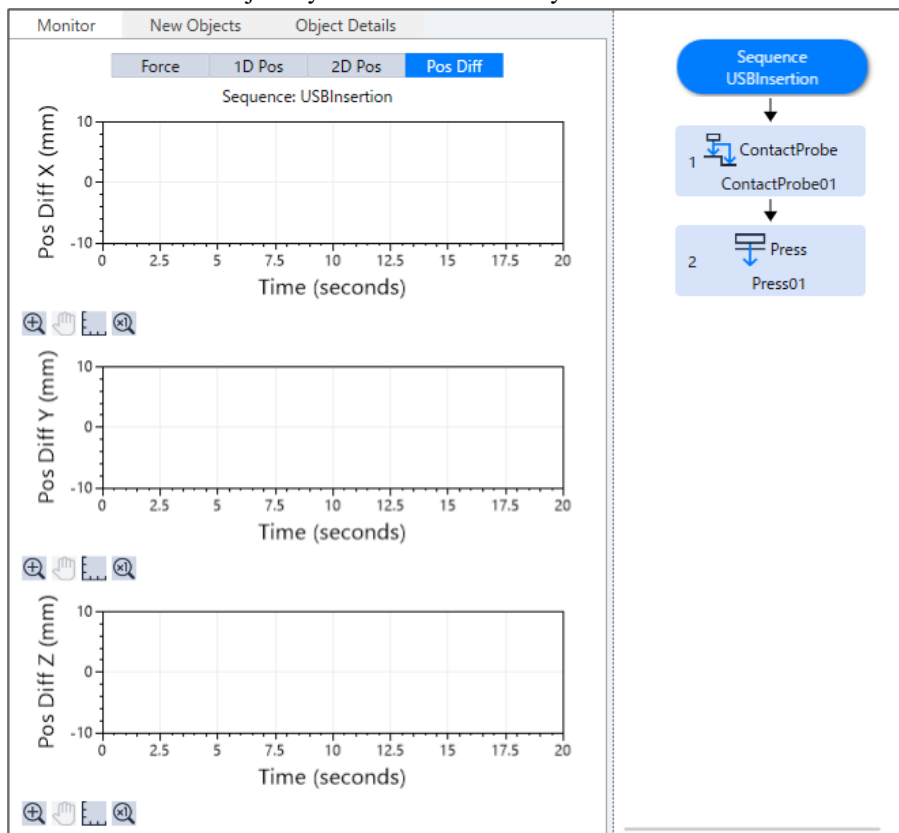 Monitor New Objects Object Details
Force 1D Pos 2D Pos Pos Diff
Sequence: USBInsertion
Pos Diff X (mm)
10
0
-10
0 2.5 5 7.5 10 12.5 15 17.5 20
Time (seconds)
x1
Pos Diff Y (mm)
10
0
-10
0 2.5 5 7.5 10 12.5 15 17.5 20
Time (seconds)
x1
Pos Diff Z (mm)
10
0
-10
0 2.5 5 7.5 10 12.5 15 17.5 20
Time (seconds)
x1
Sequence
USBInsertion
1 ContactProbe
ContactProbe01
2 Press
Press01